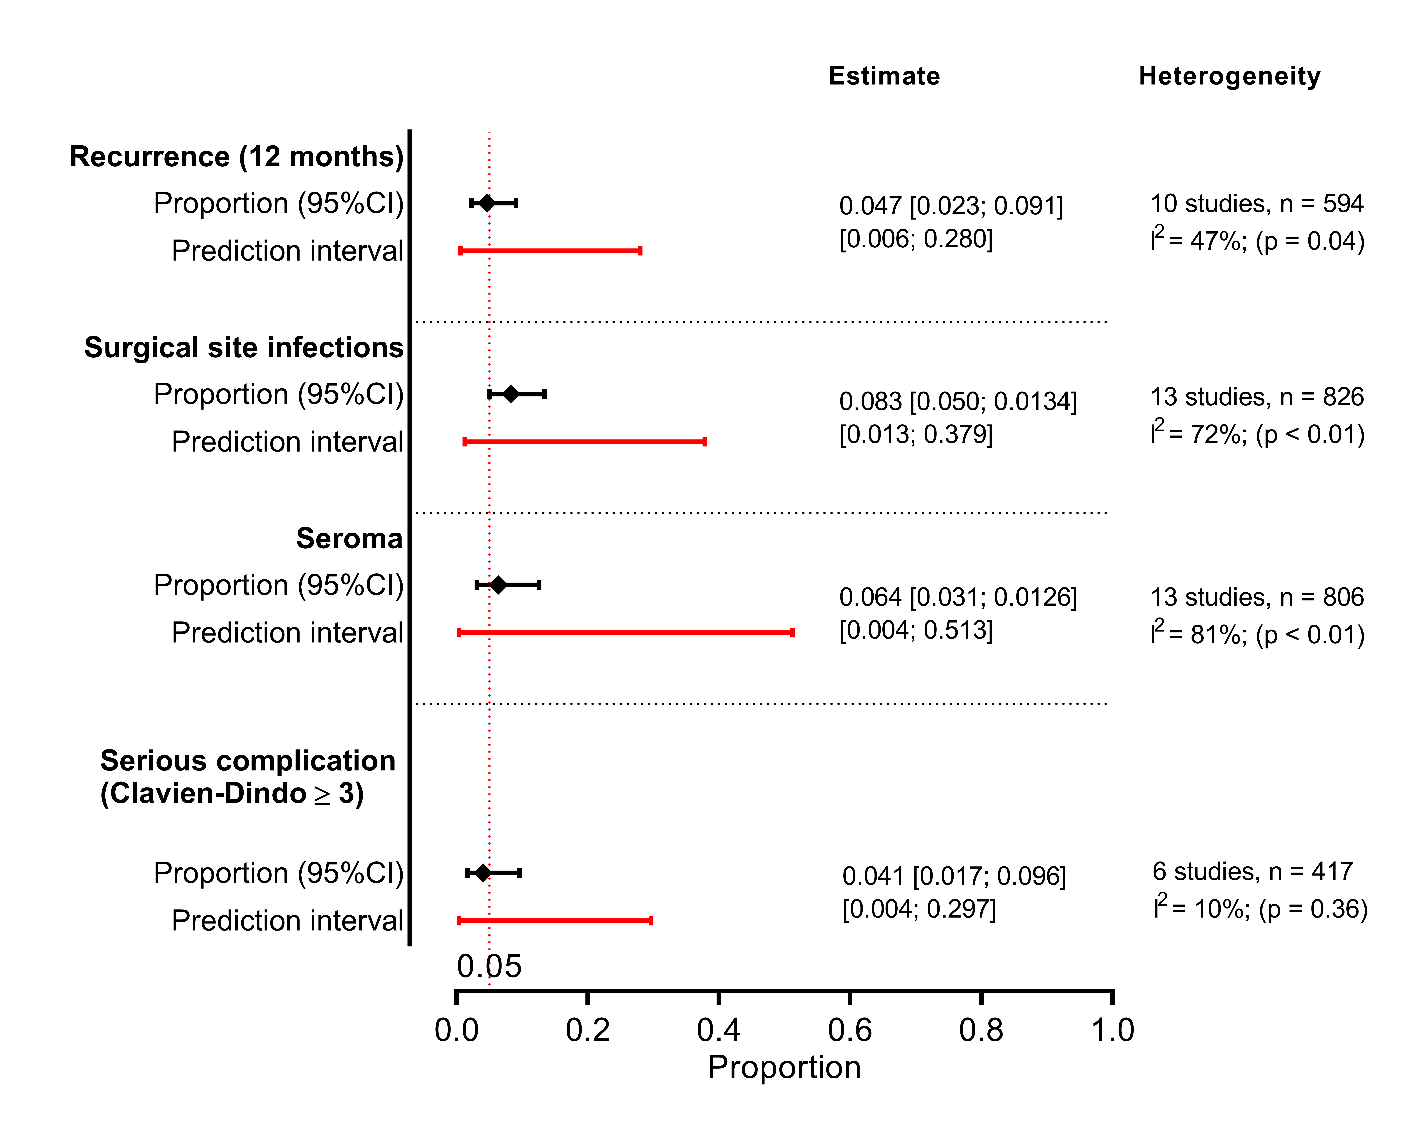 Estimate Heterogeneity
Recurrence (12 months)
Proportion (95%CI) 0.047 [0.023; 0.091] 10 studies, n = 594
Prediction interval [0.006; 0.280] I² = 47%; (p = 0.04)
Surgical site infections
Proportion (95%CI) 0.083 [0.050; 0.0134] 13 studies, n = 826
Prediction interval [0.013; 0.379] I² = 72%; (p < 0.01)
Seroma
Proportion (95%CI) 0.064 [0.031; 0.0126] 13 studies, n = 806
Prediction interval [0.004; 0.513] I² = 81%; (p < 0.01)
Serious complication
(Clavien-Dindo ≥ 3)
Proportion (95%CI) 0.041 [0.017; 0.096] 6 studies, n = 417
Prediction interval [0.004; 0.297] I² = 10%; (p = 0.36)
0.05
0.0 0.2 0.4 0.6 0.8 1.0
Proportion